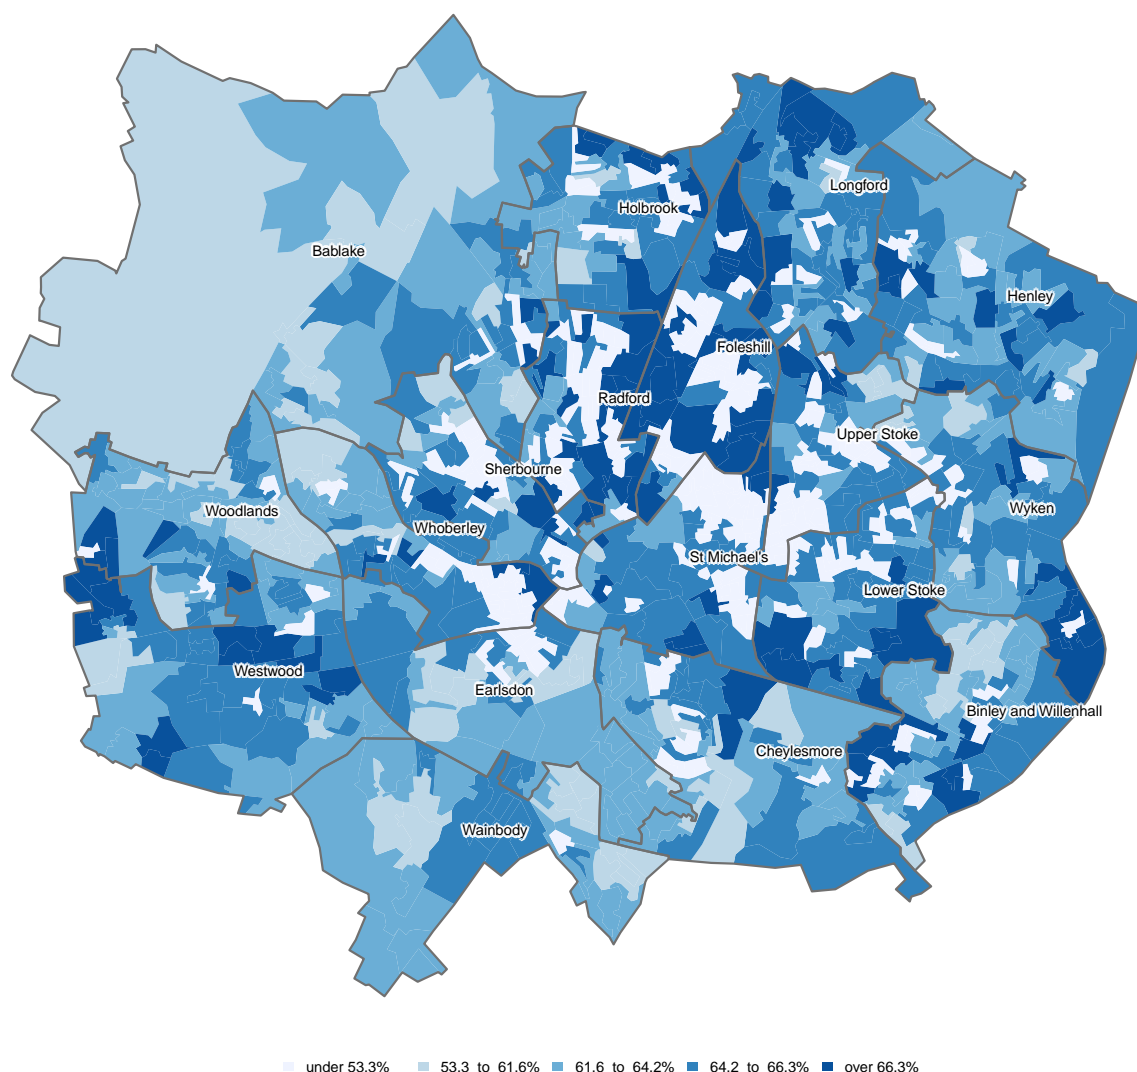 Longford
Holbrook
Bablake
Henley
Foleshill
Radford
Upper Stoke
Sherbourne
Woodlands
Wyken
Whoberley
St Michael's
Lower Stoke
Westwood
Earlsdon
Binley and Willenhall
Cheylesmore
Wainbody
under 53.3% 53.3 to 61.6% 61.6 to 64.2% 64.2 to 66.3% over 66.3%